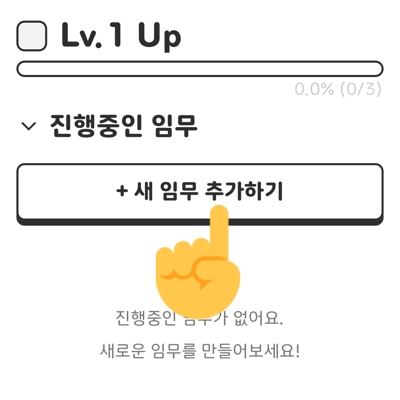 Lv.1 Up
0.0% (0/3)
진행중인 임무
+ 새 임무 추가하기
진행중인 임무가 없어요.
새로운 임무를 만들어보세요!